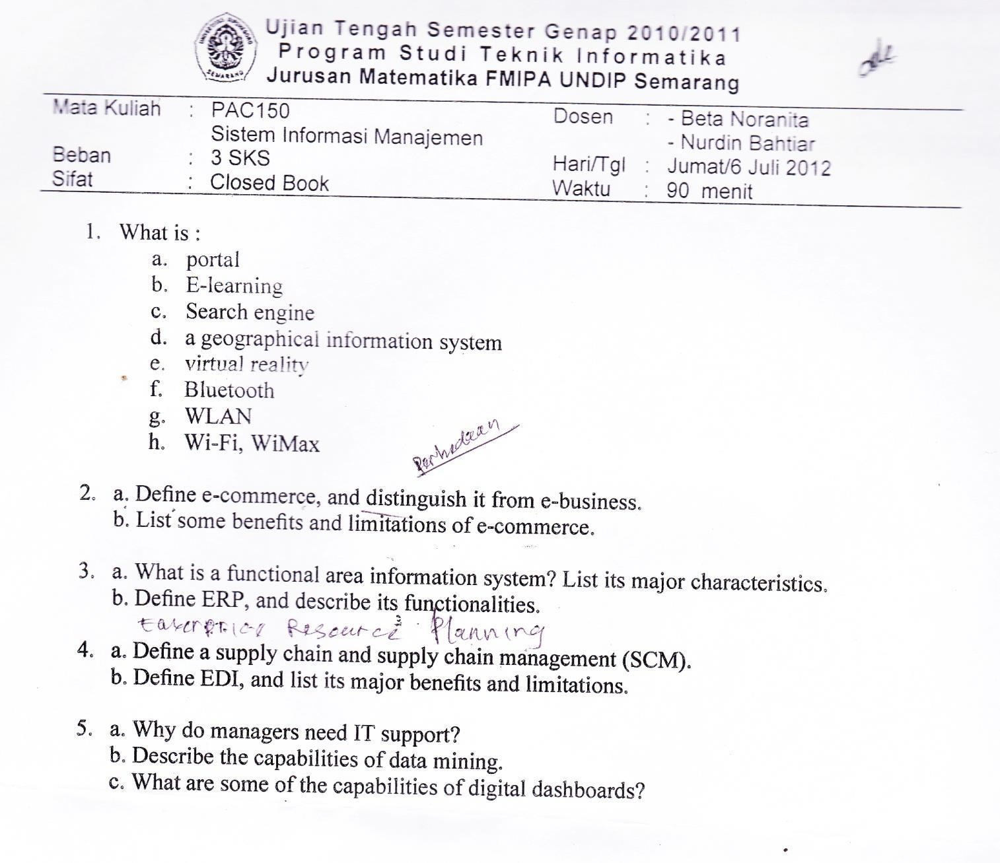 Ujian Tengah Semester Genap 2010/2011
Program Studi Teknik Informatika
Jurusan Matematika FMIPA UNDIP Semarang
SEMARANG
Mata Kuliah : PAC150
Sistem Informasi Manajemen
Beban : 3 SKS
Sifat : Closed Book
Dosen : - Beta Noranita
- Nurdin Bahtiar
Hari/Tgl : Jumat/6 Juli 2012
Waktu : 90 menit
1. What is :
a. portal
b. E-learning
c. Search engine
d. a geographical information system
e. virtual reality
f. Bluetooth
g. WLAN
h. Wi-Fi, WiMax
2. a. Define e-commerce, and distinguish it from e-business.
b. List some benefits and limitations of e-commerce.
3. a. What is a functional area information system? List its major characteristics.
b. Define ERP, and describe its functionalities.
Resource Planning
4. a. Define a supply chain and supply chain management (SCM).
b. Define EDI, and list its major benefits and limitations.
5. a. Why do managers need IT support?
b. Describe the capabilities of data mining.
c. What are some of the capabilities of digital dashboards?